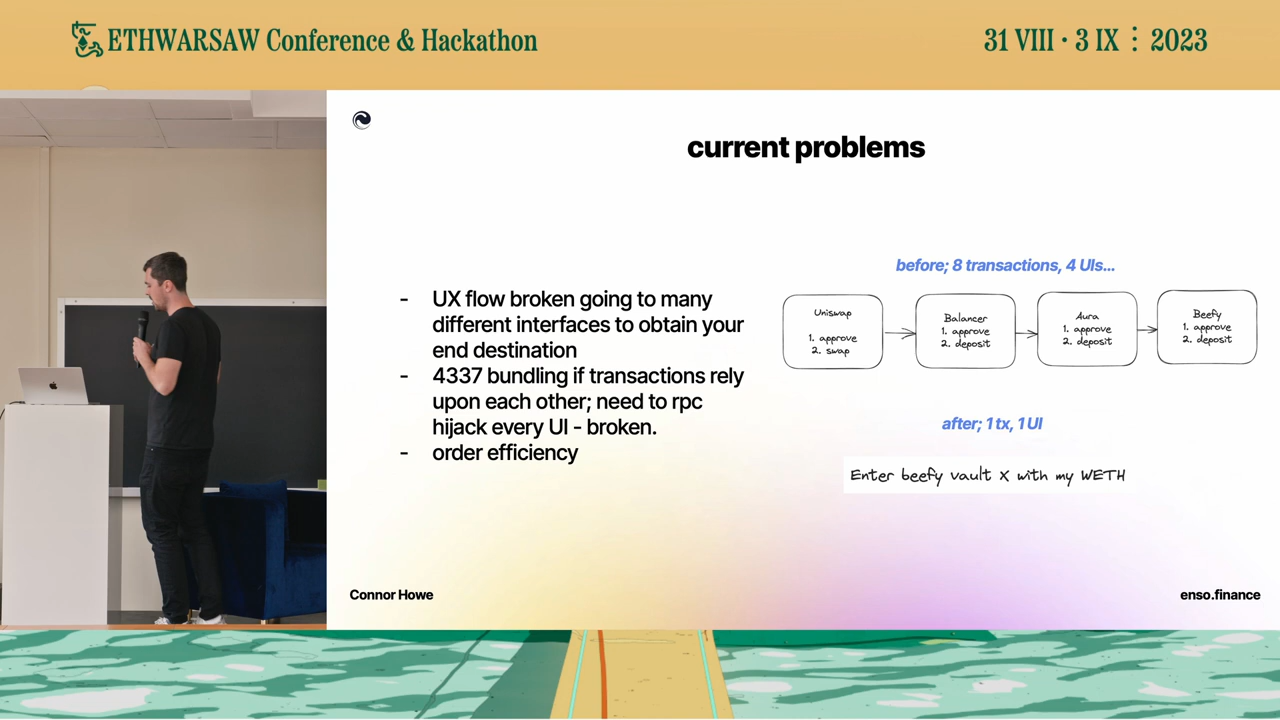 ETHWARSAW Conference & Hackathon
31 VIII · 3 IX ⋮ 2023
current problems
- UX flow broken going to many
different interfaces to obtain your
end destination
- 4337 bundling if transactions rely
upon each other; need to rpc
hijack every UI - broken.
- order efficiency
before; 8 transactions, 4 UIs...
Uniswap
1. approve
2. swap
Balancer
1. approve
2. deposit
Aura
1. approve
2. deposit
Beefy
1. approve
2. deposit
after; 1 tx, 1 UI
Enter beefy vault X with my WETH
Connor Howe
enso.finance